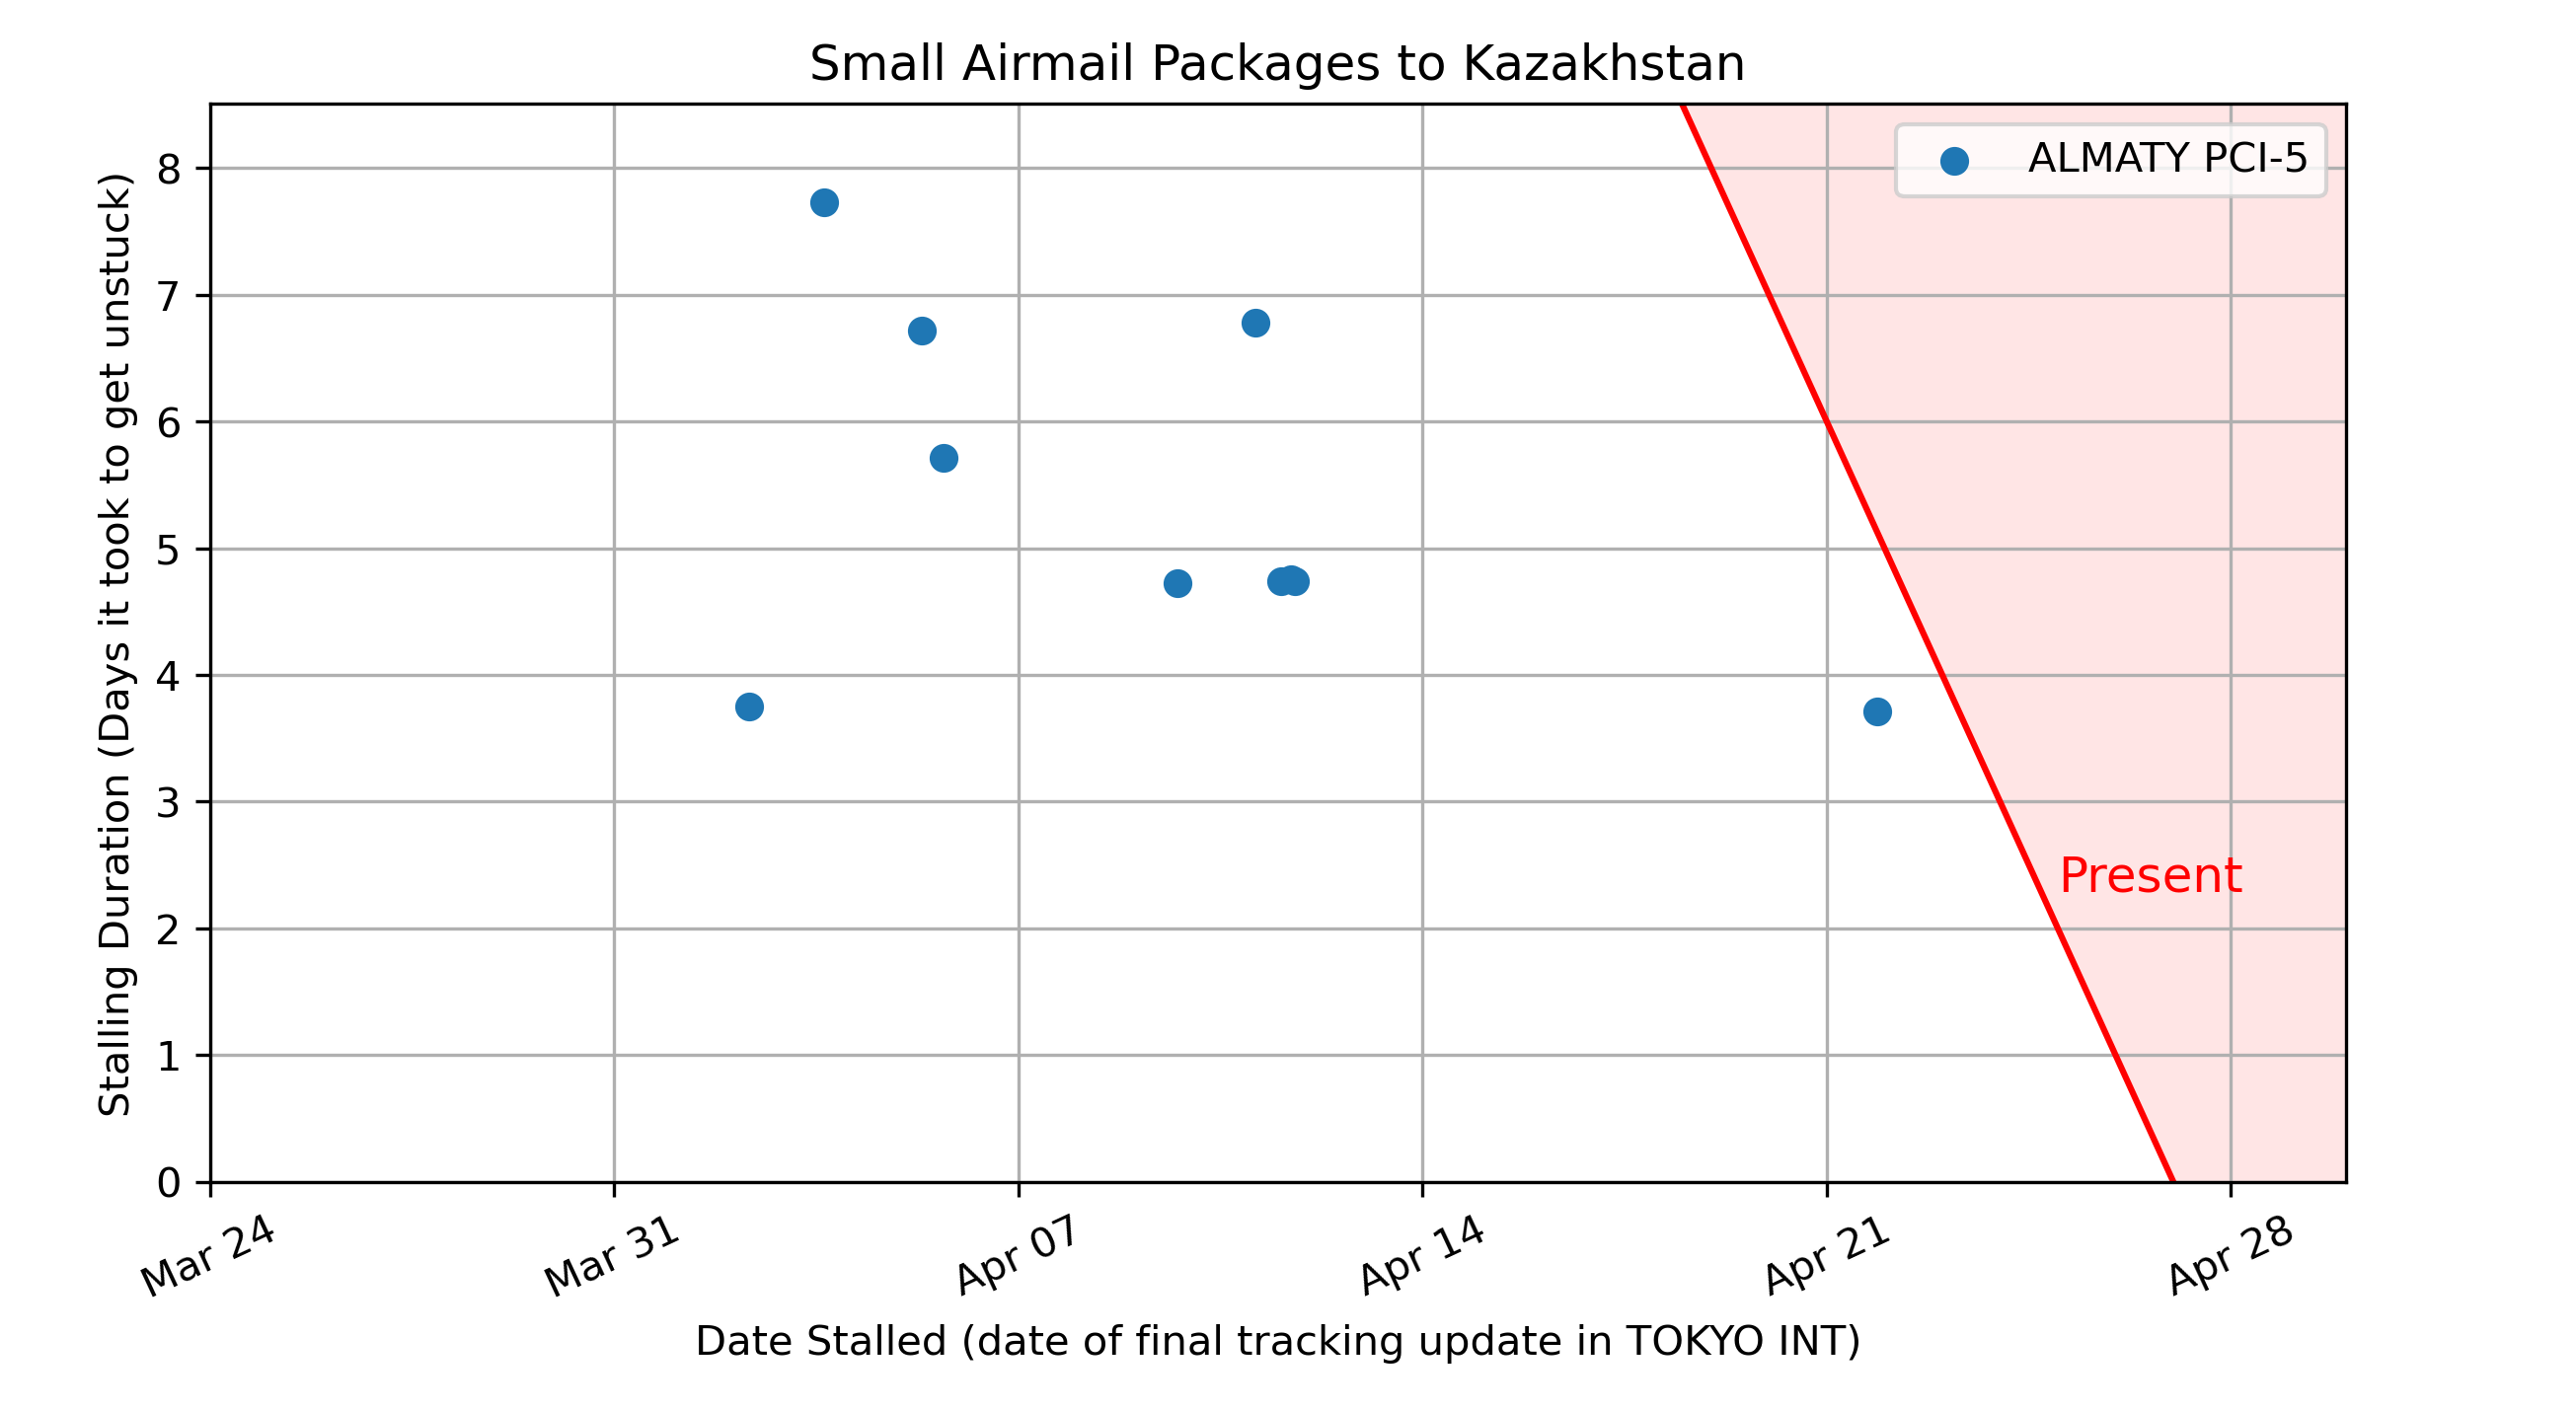 Small Airmail Packages to Kazakhstan
ALMATY PCI-5
Stalling Duration (Days it took to get unstuck)
8
7
6
5
4
3
2
1
0
Present
Mar 24
Mar 31
Apr 07
Apr 14
Apr 21
Apr 28
Date Stalled (date of final tracking update in TOKYO INT)